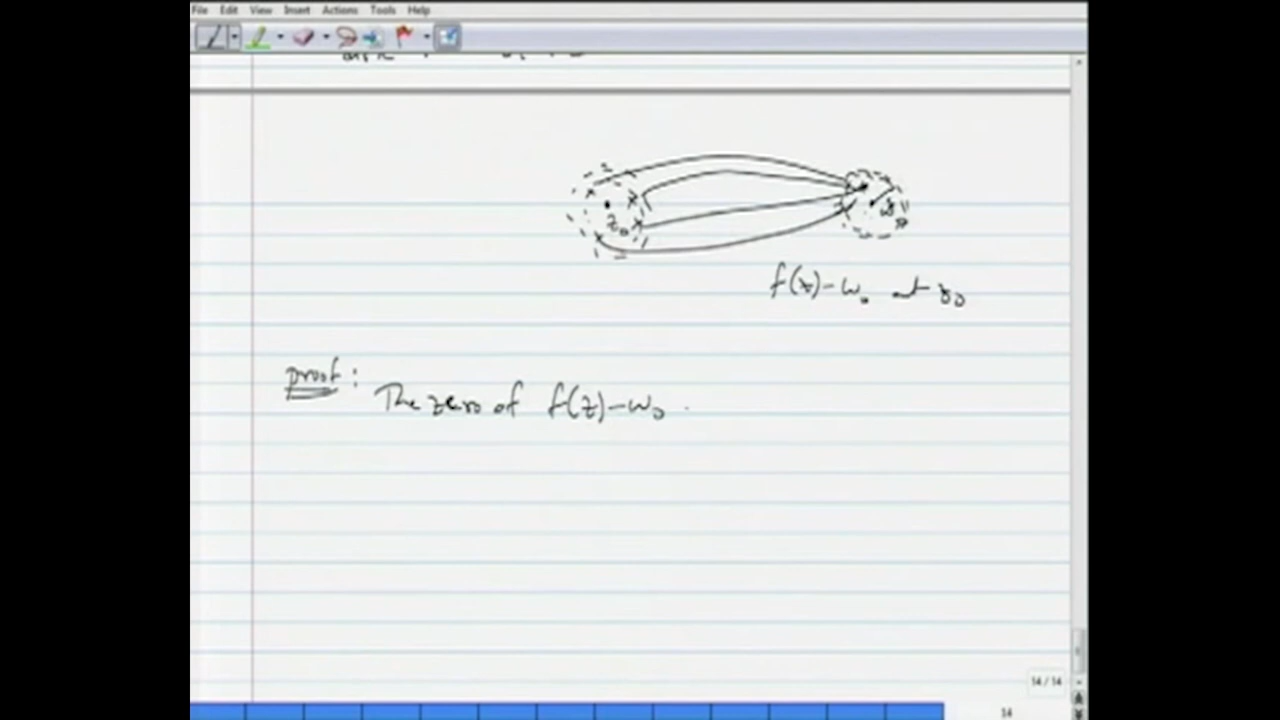 File Edit View Insert Actions Tools Help
z₀
f(z)-w₀ at z₀
proof:
The zero of f(z)-w₀.
14 / 14
14